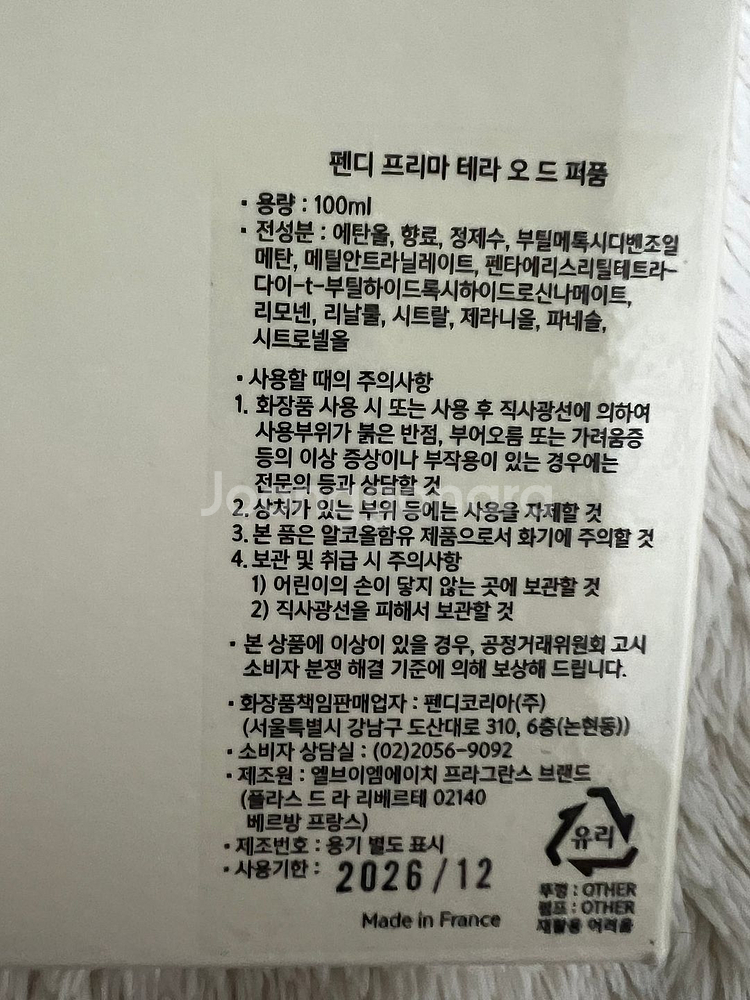 펜디 프리마 테라 오 드 퍼품
• 용량 : 100ml
• 전성분 : 에탄올, 향료, 정제수, 부틸메톡시디벤조일
메탄, 메틸안트라닐레이트, 펜타에리스리틸테트라-
다이-t-부틸하이드록시하이드로신나메이트,
리모넨, 리날룰, 시트랄, 제라니올, 파네솔,
시트로넬올
• 사용할 때의 주의사항
1. 화장품 사용 시 또는 사용 후 직사광선에 의하여
사용부위가 붉은 반점, 부어오름 또는 가려움증
등의 이상 증상이나 부작용이 있는 경우에는
전문의 등과 상담할 것
2. 상처가 있는 부위 등에는 사용을 자제할 것
3. 본 품은 알코올함유 제품으로서 화기에 주의할 것
4. 보관 및 취급 시 주의사항
1) 어린이의 손이 닿지 않는 곳에 보관할 것
2) 직사광선을 피해서 보관할 것
• 본 상품에 이상이 있을 경우, 공정거래위원회 고시
소비자 분쟁 해결 기준에 의해 보상해 드립니다.
• 화장품책임판매업자 : 펜디코리아(주)
(서울특별시 강남구 도산대로 310, 6층(논현동))
• 소비자 상담실 : (02)2056-9092
• 제조원 : 엘브이엠에이치 프라그란스 브랜드
(플라스 드 라 리베르테 02140
베르방 프랑스)
• 제조번호 : 용기 별도 표시
• 사용기한 : 2026/12
Made in France
유리
뚜껑 : OTHER
펌프 : OTHER
재활용 어려움